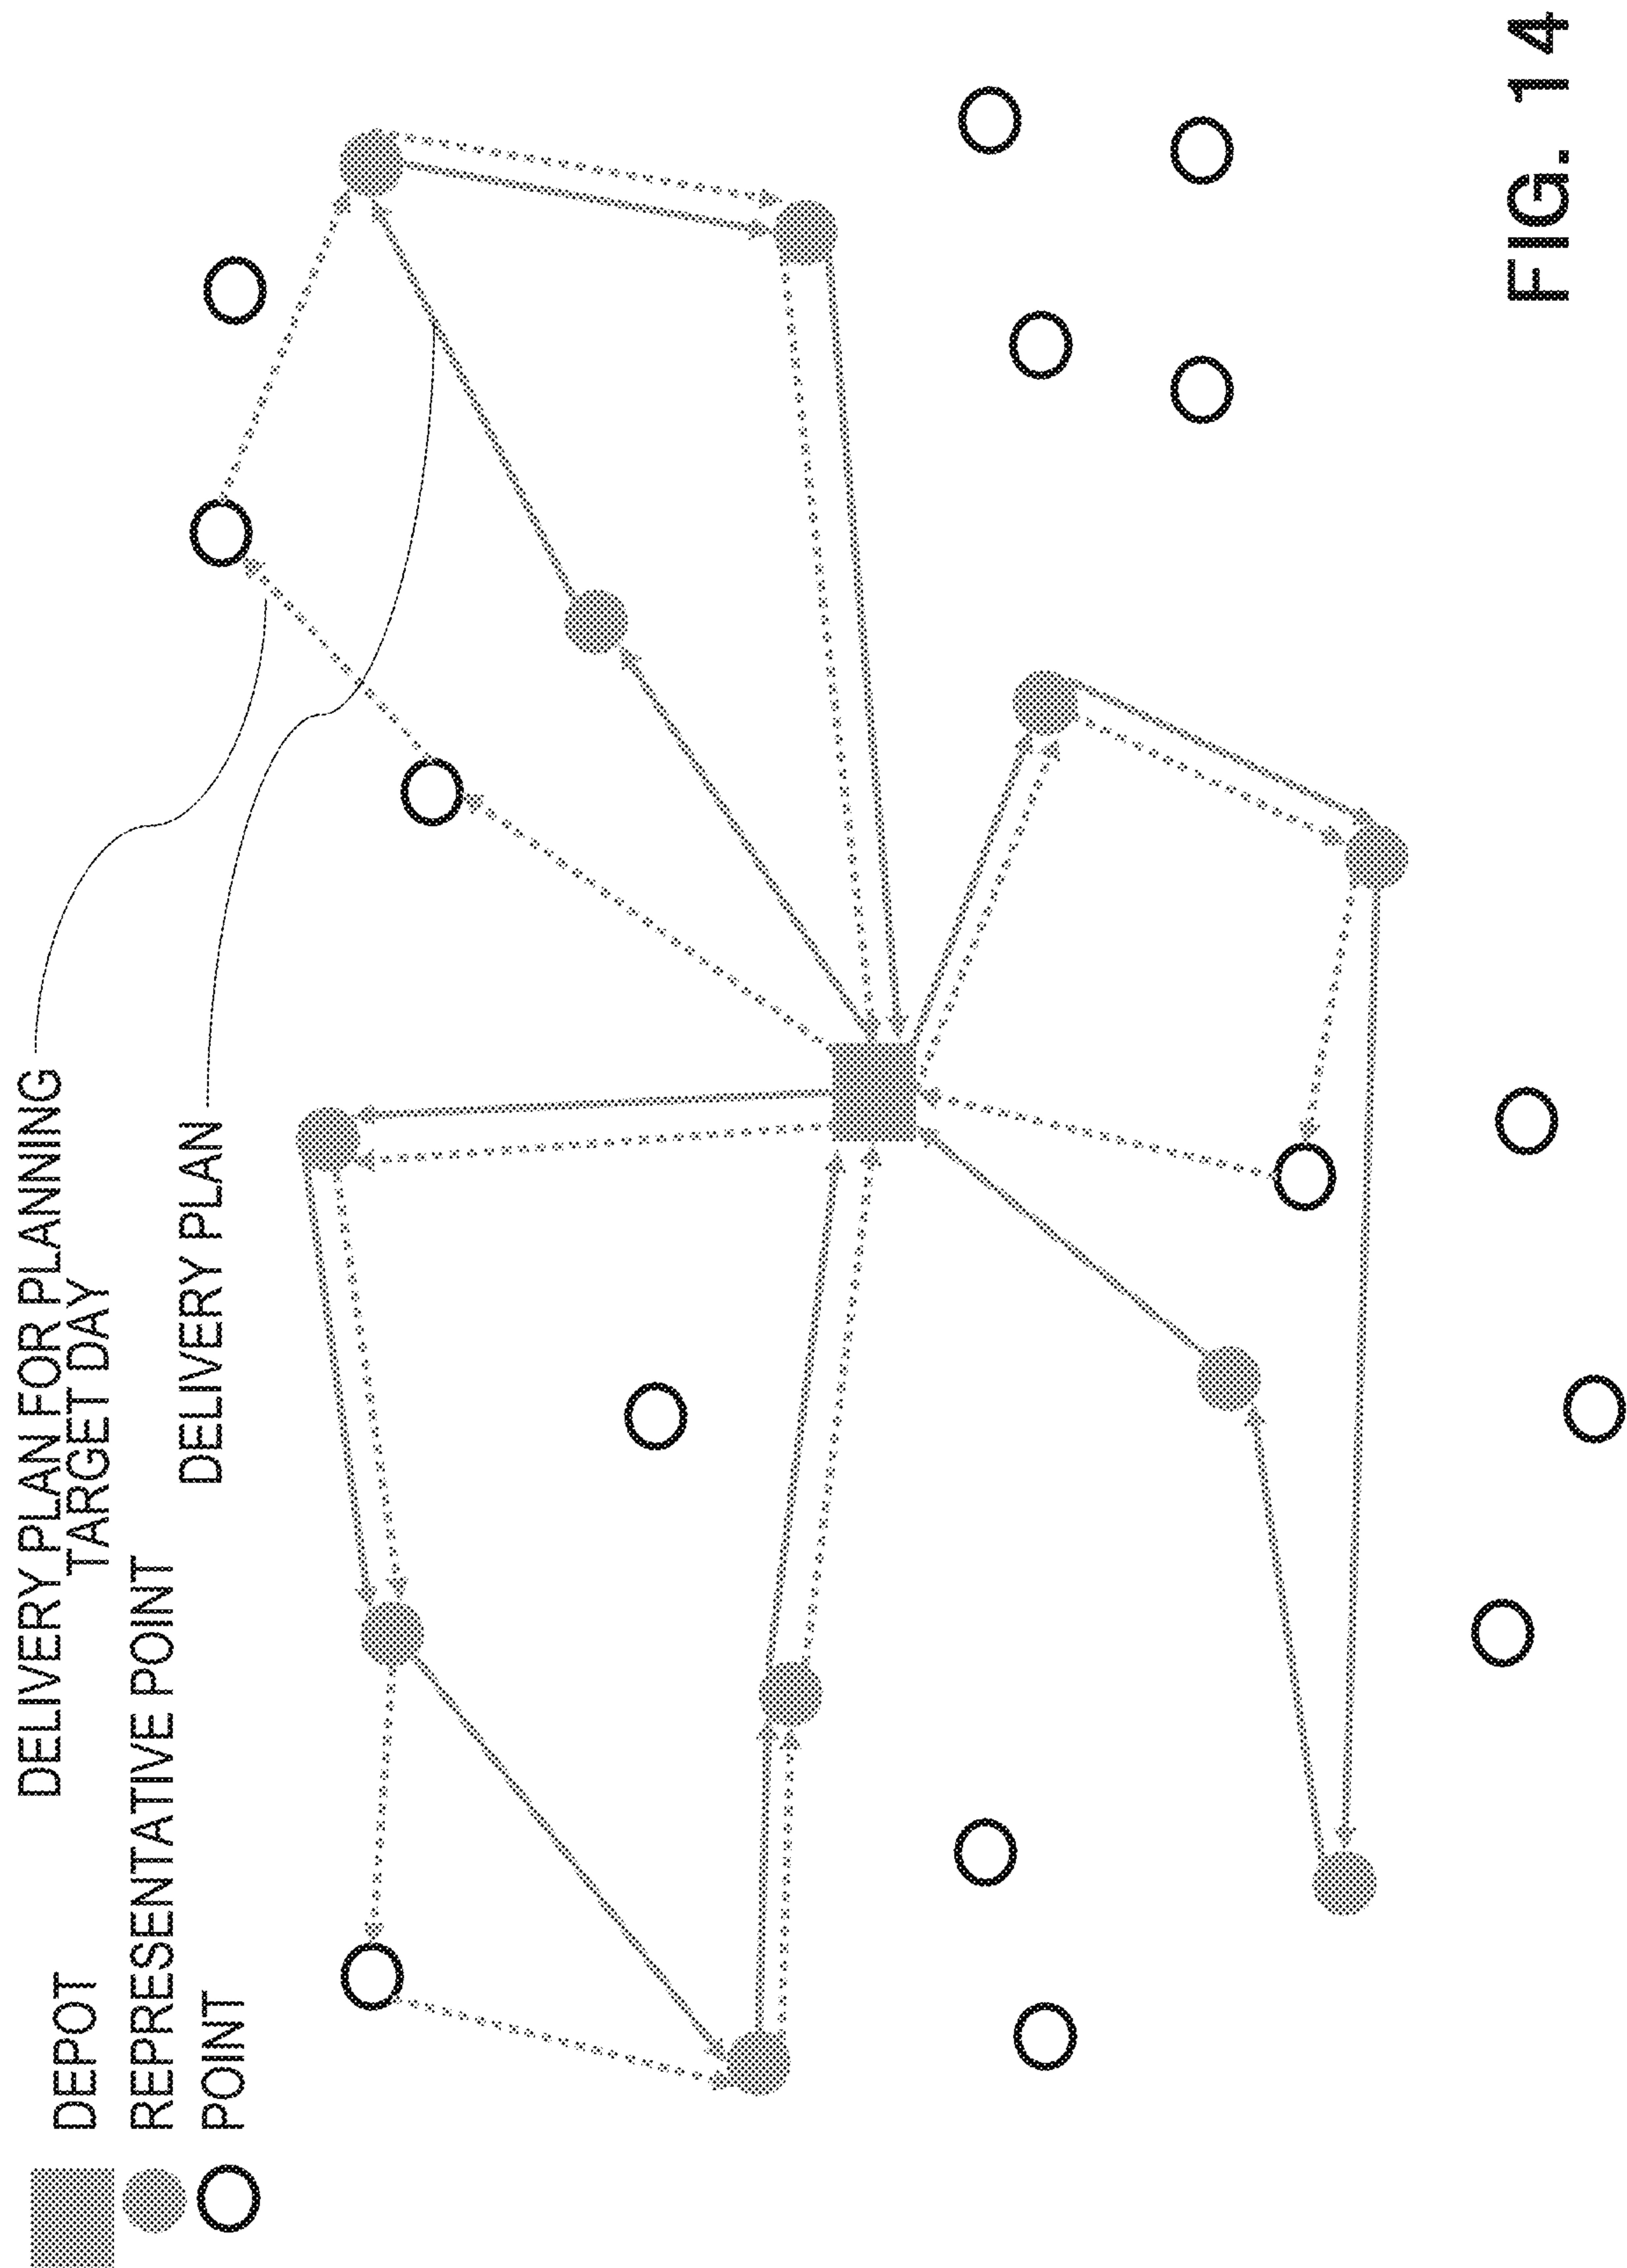 DEPOT
REPRESENTATIVE POINT
POINT
DELIVERY PLAN FOR PLANNING
TARGET DAY
DELIVERY PLAN
FIG. 14